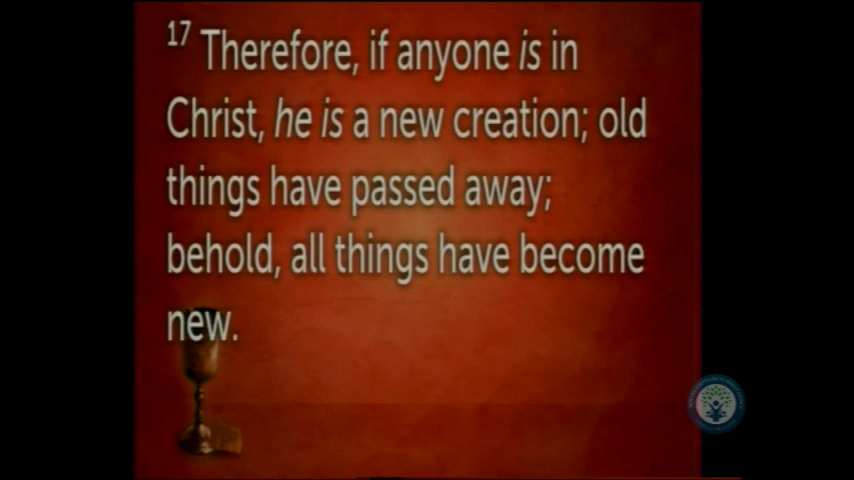 17 Therefore, if anyone is in
Christ, he is a new creation; old
things have passed away;
behold, all things have become
new.